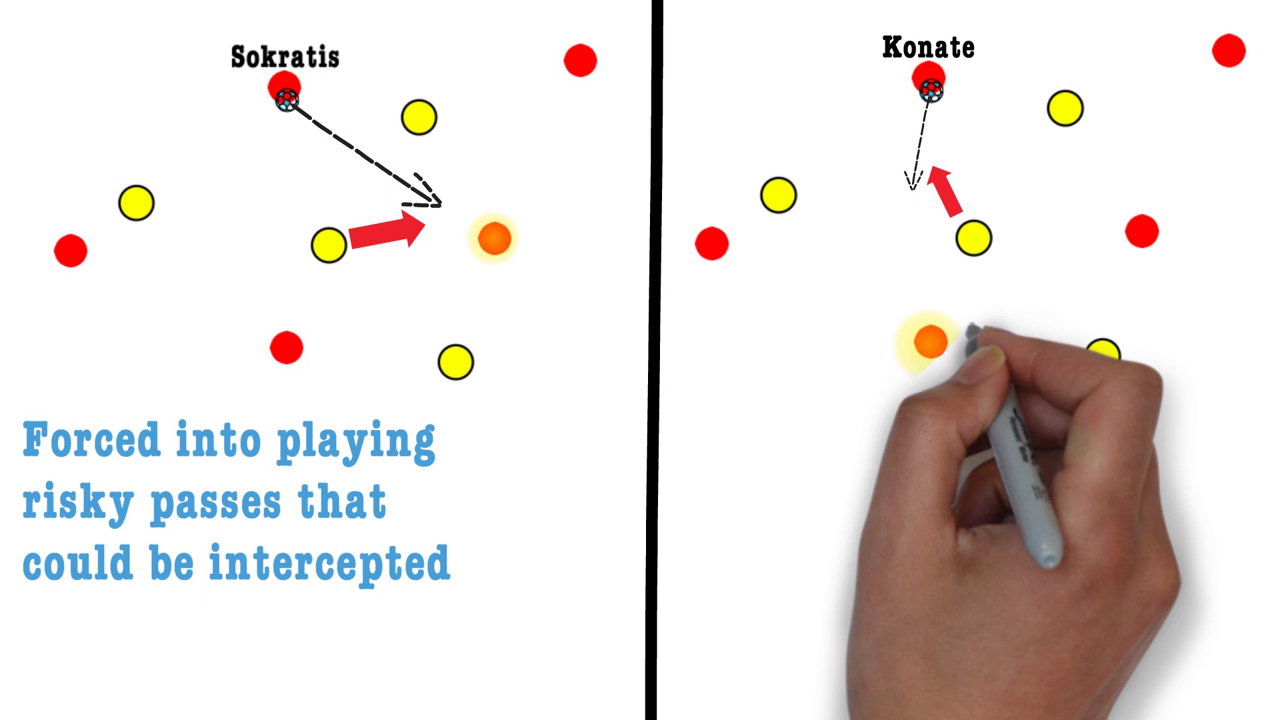 Sokratis
Konate
Forced into playing
risky passes that
could be intercepted